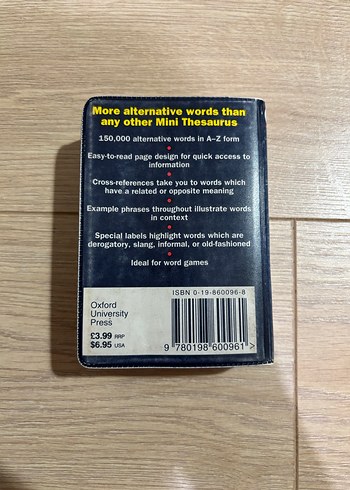 More alternative words than
any other Mini Thesaurus
150,000 alternative words in A–Z form
•
Easy-to-read page design for quick access to
information
•
Cross-references take you to words which
have a related or opposite meaning
•
Example phrases throughout illustrate words
in context
•
Special labels highlight words which are
derogatory, slang, informal, or old-fashioned
•
Ideal for word games
ISBN 0-19-860096-8
Oxford
University
Press
£3.99 RRP
$6.95 USA
9 780198 600961 >